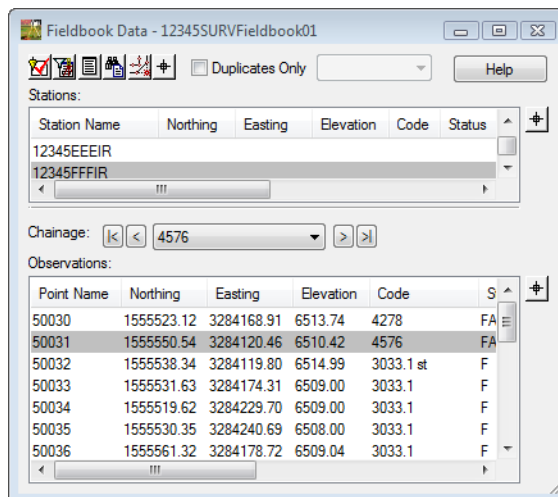 Fieldbook Data - 12345SURVFieldbook01
Duplicates Only Help
Stations:
Station Name Northing Easting Elevation Code Status
12345EEEIR
12345FFFIR
Chainage: |< < 4576 > >|
Observations:
Point Name Northing Easting Elevation Code S
50030 1555523.12 3284168.91 6513.74 4278 FA
50031 1555550.54 3284120.46 6510.42 4576 FA
50032 1555538.34 3284119.80 6514.99 3033.1 st F
50033 1555531.63 3284174.31 6509.00 3033.1 F
50034 1555519.62 3284229.70 6509.00 3033.1 F
50035 1555530.35 3284240.69 6508.00 3033.1 F
50036 1555561.32 3284178.72 6509.04 3033.1 F